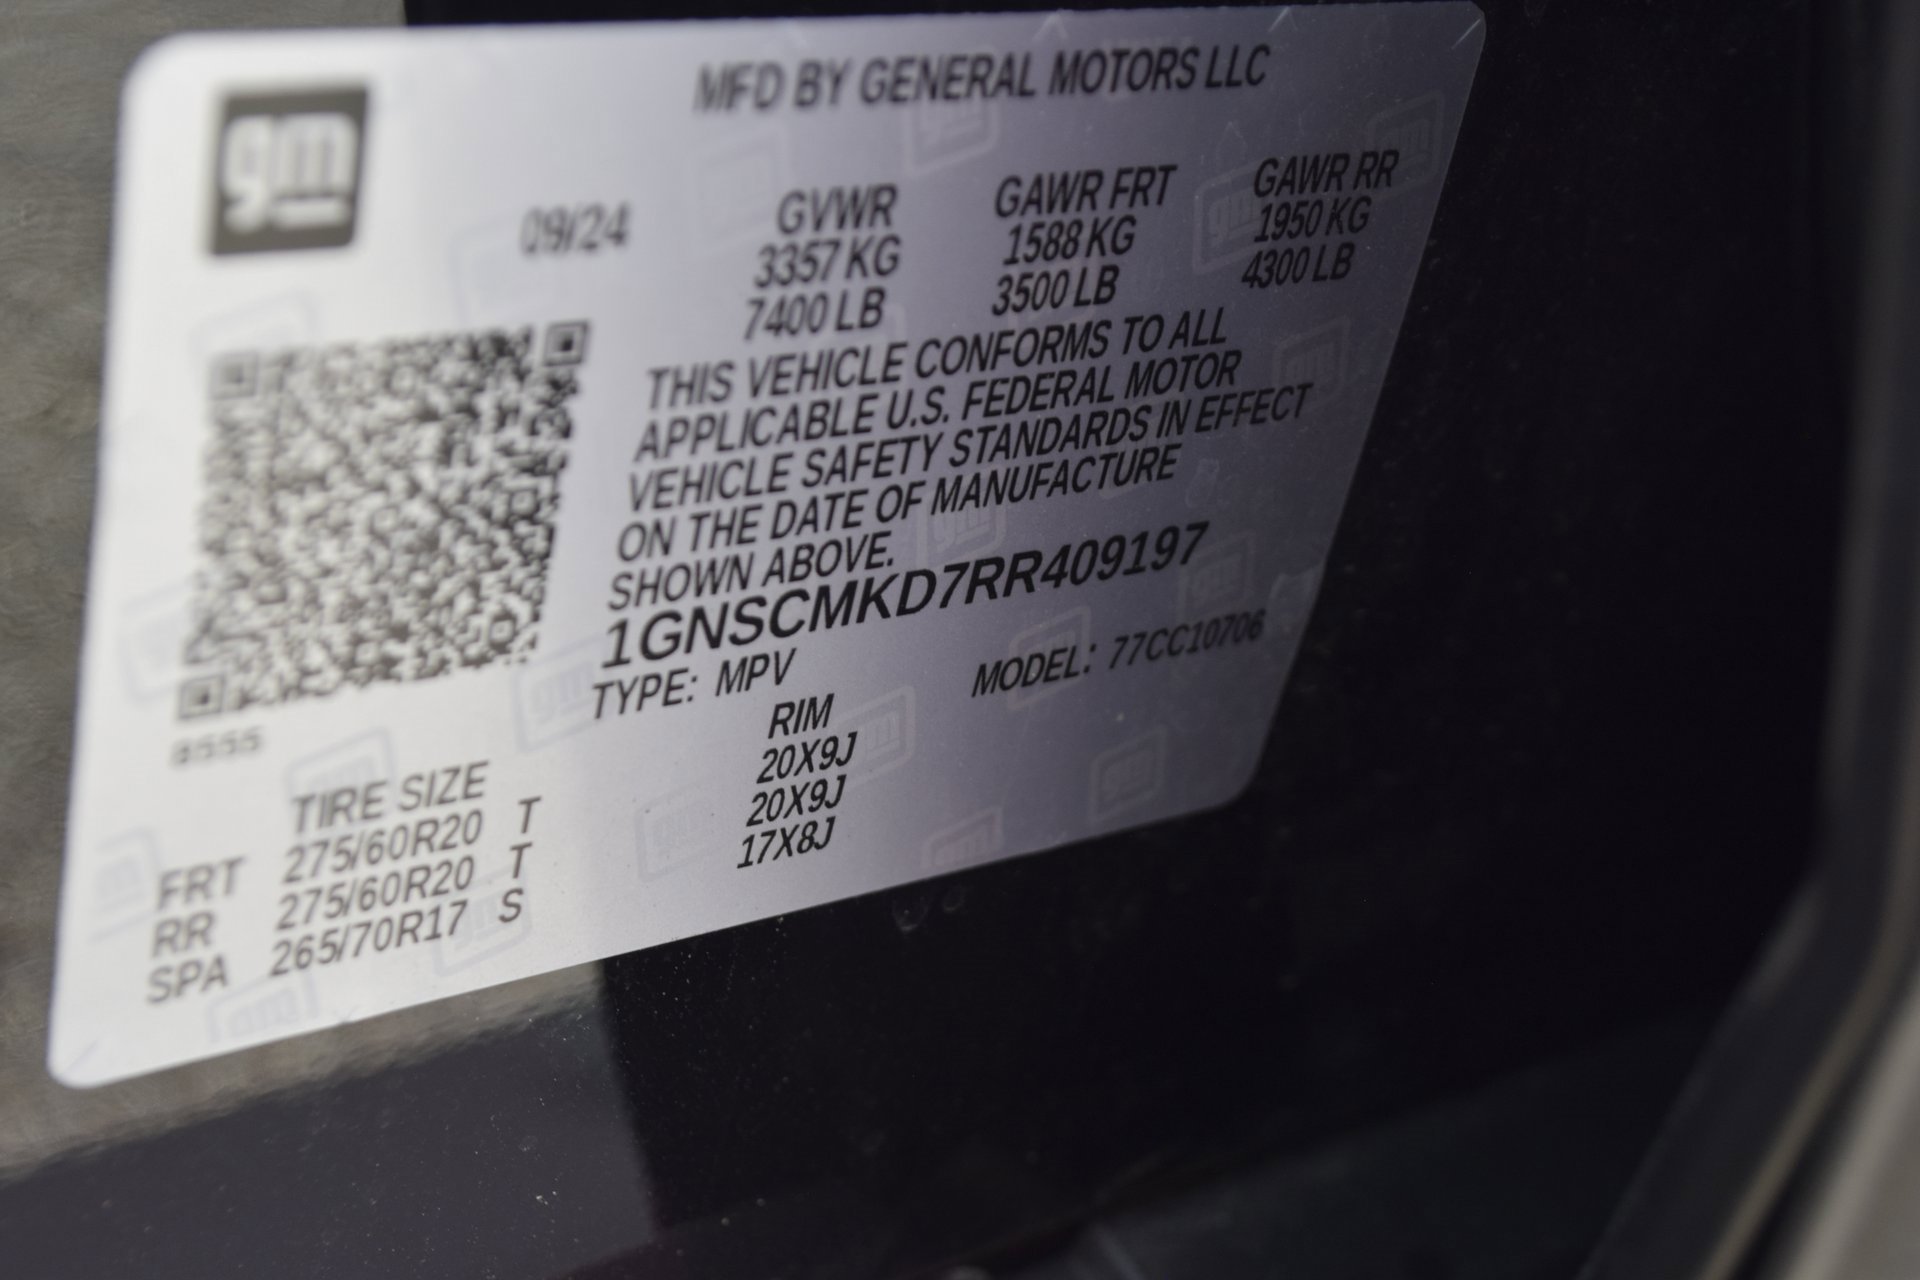 gm
MFD BY GENERAL MOTORS LLC
09/24
GVWR GAWR FRT GAWR RR
3357 KG 1588 KG 1950 KG
7400 LB 3500 LB 4300 LB
THIS VEHICLE CONFORMS TO ALL
APPLICABLE U.S. FEDERAL MOTOR
VEHICLE SAFETY STANDARDS IN EFFECT
ON THE DATE OF MANUFACTURE
SHOWN ABOVE.
1GNSCMKD7RR409197
TYPE: MPV MODEL: 77CC10706
8555
TIRE SIZE RIM
FRT 275/60R20 T 20X9J
RR 275/60R20 T 20X9J
SPA 265/70R17 S 17X8J